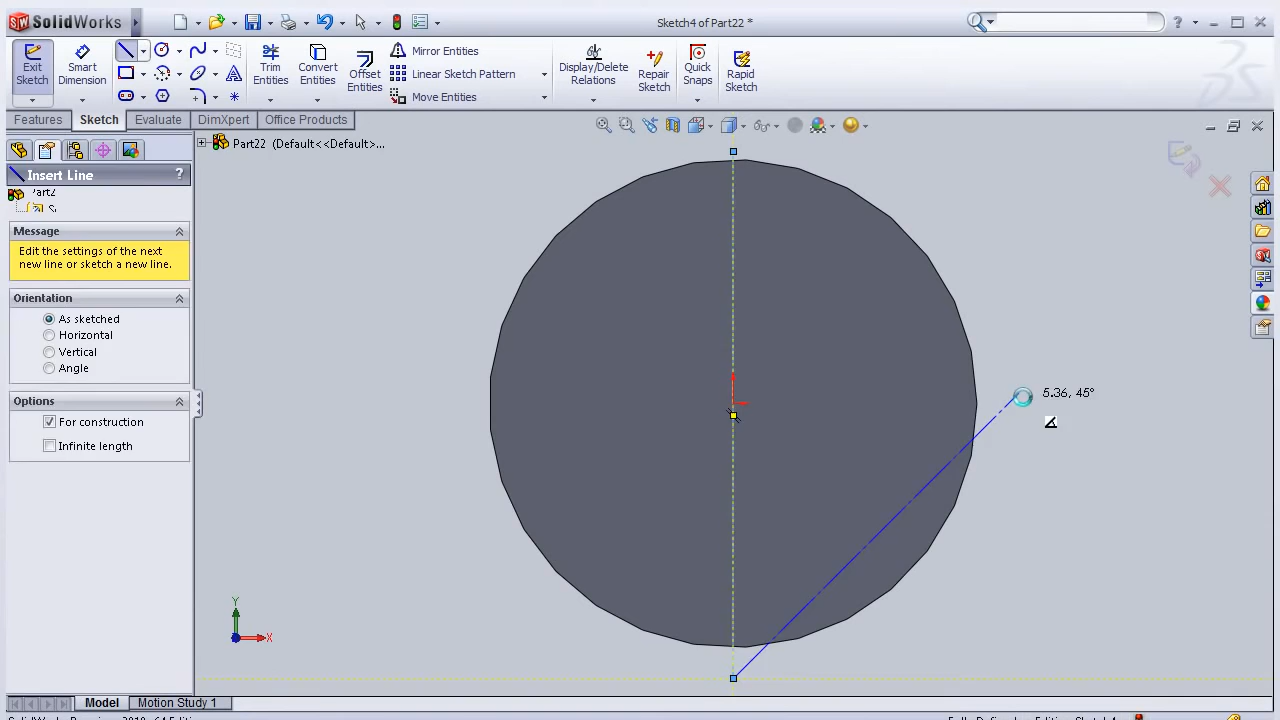 SolidWorks
Sketch4 of Part22 *
Exit Sketch
Smart Dimension
Trim Entities
Convert Entities
Offset Entities
Mirror Entities
Linear Sketch Pattern
Move Entities
Display/Delete Relations
Repair Sketch
Quick Snaps
Rapid Sketch
Features
Sketch
Evaluate
DimXpert
Office Products
Part22 (Default<<Default>...
Insert Line
?
Message
Edit the settings of the next
new line or sketch a new line.
Orientation
As sketched
Horizontal
Vertical
Angle
Options
For construction
Infinite length
5.36, 45°
Y
X
Model
Motion Study 1